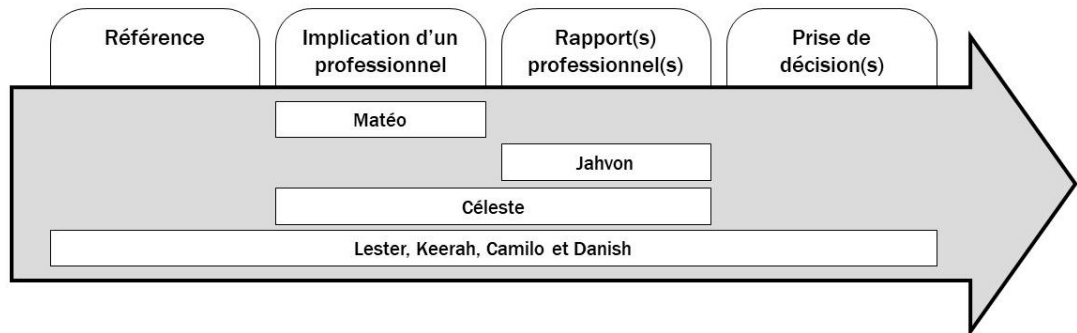 Référence
Implication d'un
professionnel
Rapport(s)
professionnel(s)
Prise de
décision(s)
Matéo
Jahvon
Céleste
Lester, Keerah, Camilo et Danish